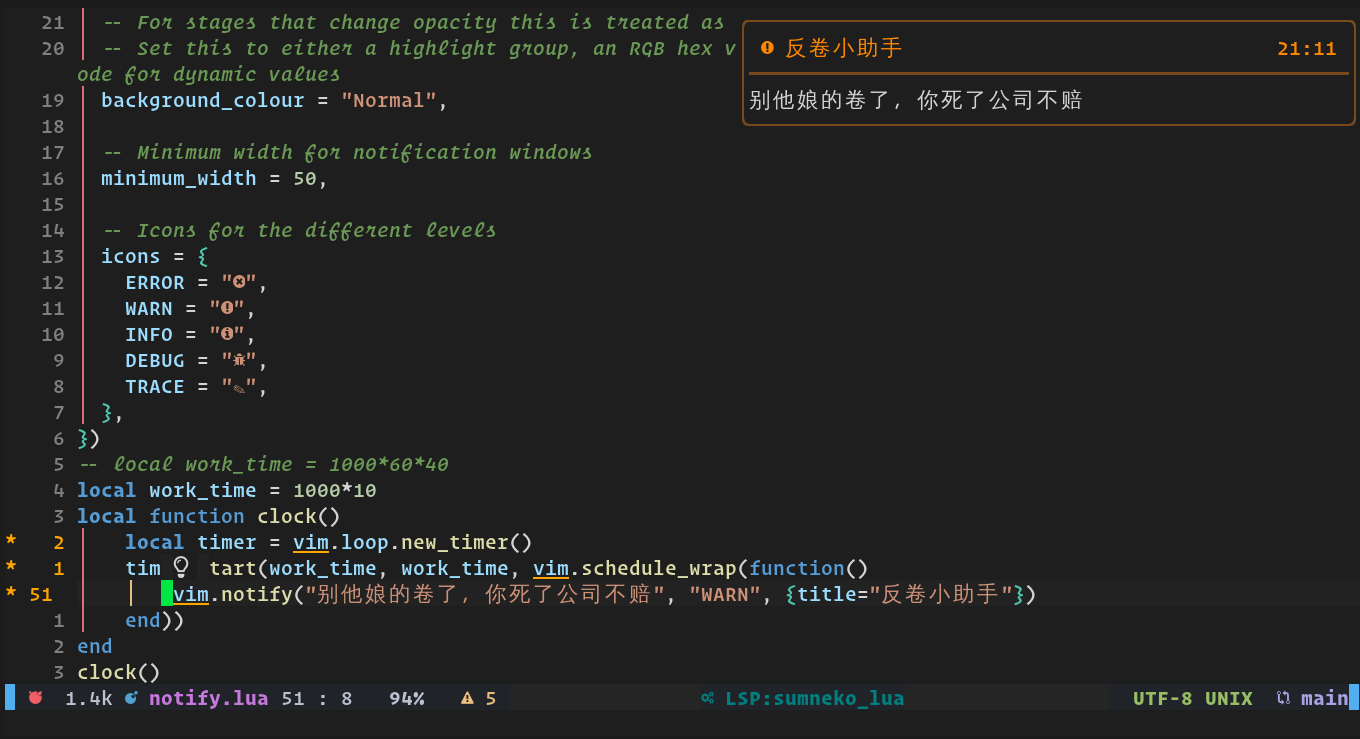 21 -- For stages that change opacity this is treated as
20 -- Set this to either a highlight group, an RGB hex v
ode for dynamic values
反卷小助手 21:11
别他娘的卷了, 你死了公司不赔
19 background_colour = "Normal",
18
17 -- Minimum width for notification windows
16 minimum_width = 50,
15
14 -- Icons for the different levels
13 icons = {
12 ERROR = "",
11 WARN = "",
10 INFO = "",
9 DEBUG = "",
8 TRACE = "✎",
7 },
6 })
5 -- local work_time = 1000*60*40
4 local work_time = 1000*10
3 local function clock()
* 2 local timer = vim.loop.new_timer()
* 1 tim tart(work_time, work_time, vim.schedule_wrap(function()
* 51 vim.notify("别他娘的卷了, 你死了公司不赔", "WARN", {title="反卷小助手"})
1 end))
2 end
3 clock()
1.4k notify.lua 51 : 8 94% 5 LSP:sumneko_lua UTF-8 UNIX main